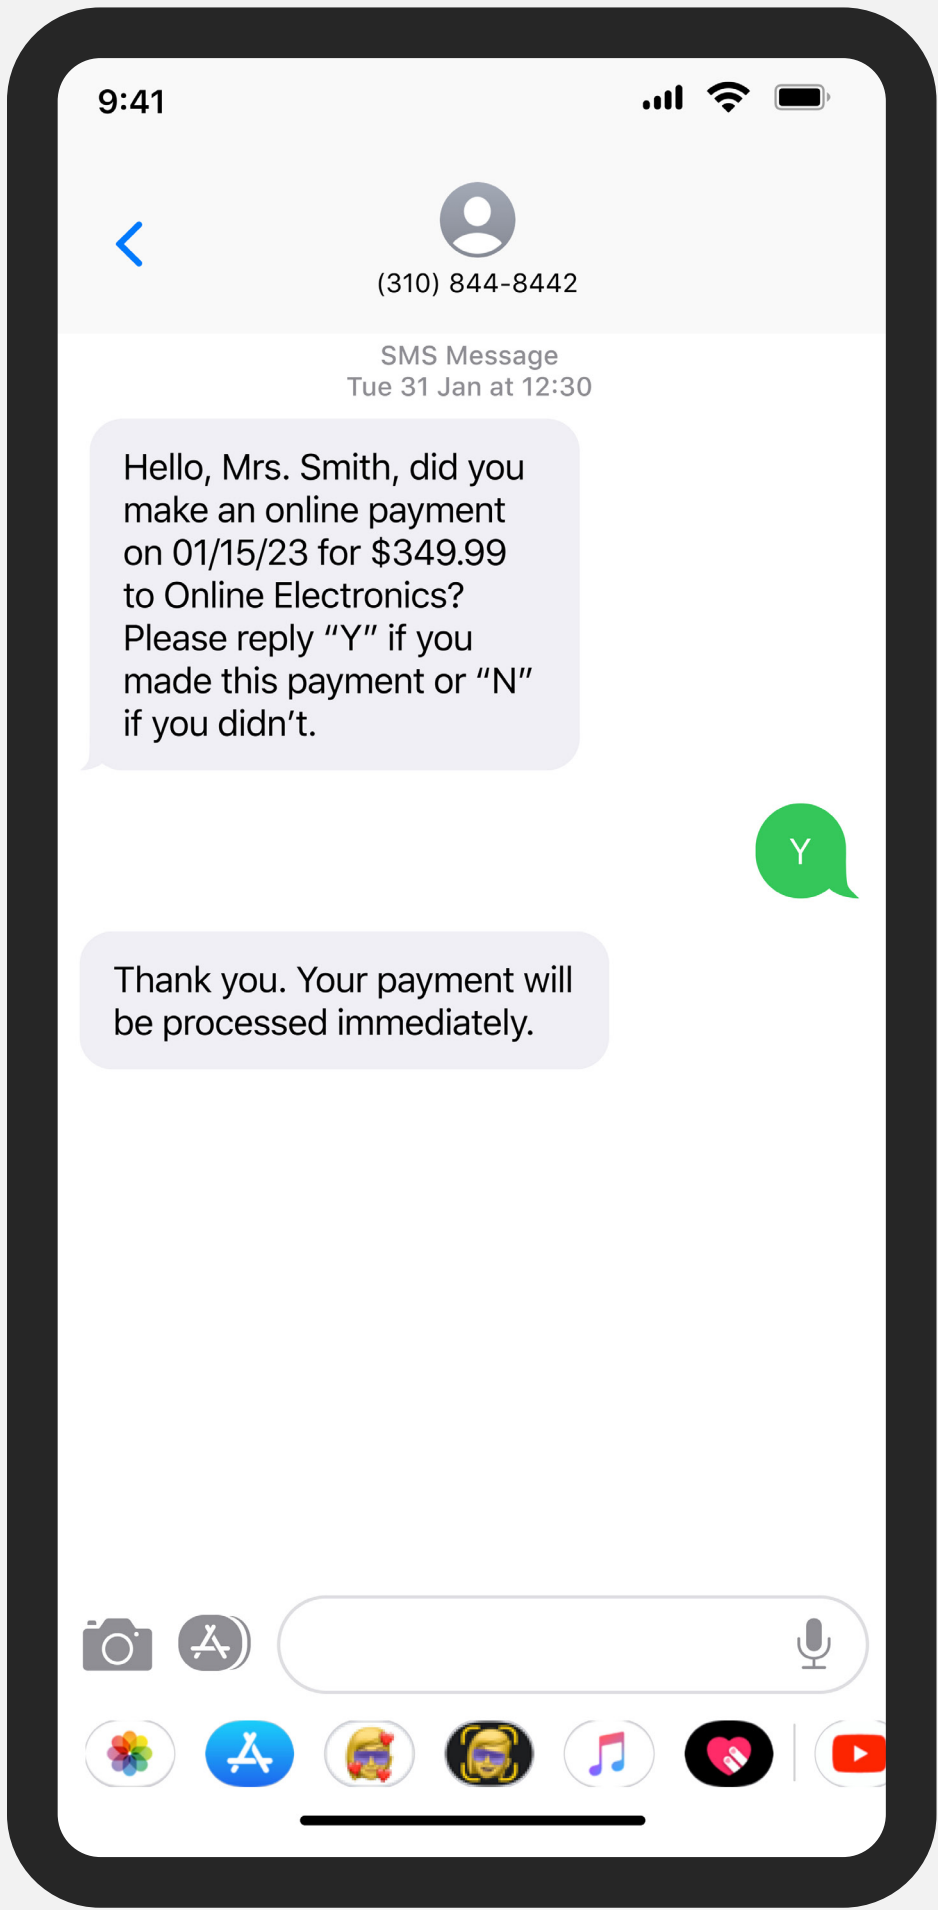 9:41
(310) 844-8442
SMS Message
Tue 31 Jan at 12:30
Hello, Mrs. Smith, did you
make an online payment
on 01/15/23 for $349.99
to Online Electronics?
Please reply “Y” if you
made this payment or “N”
if you didn’t.
Y
Thank you. Your payment will
be processed immediately.